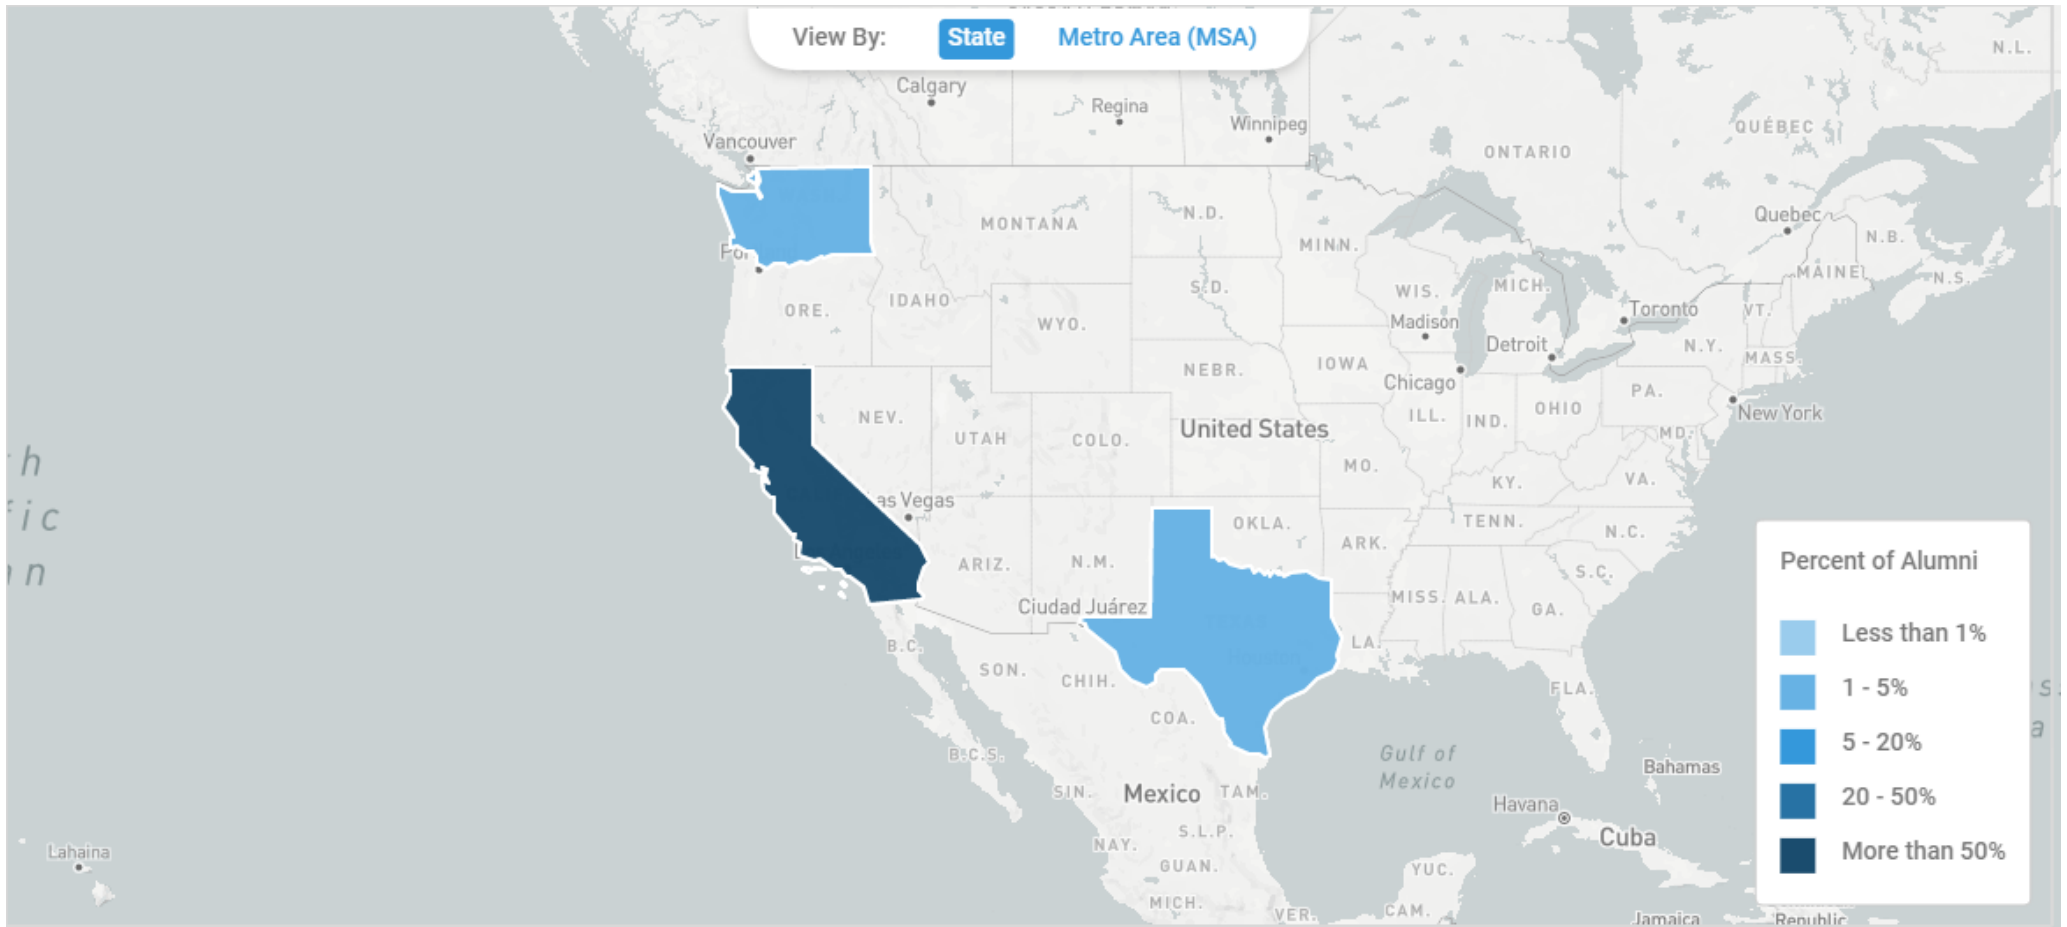 View By: State Metro Area (MSA)
N.L.
Calgary
Regina
Winnipeg
Vancouver
QUÉBEC
ONTARIO
Quebec
MONTANA
N.D.
MINN.
N.B.
MAINE
N.S.
IDAHO
ORE.
S.D.
WIS.
MICH.
WYO.
Madison
Toronto
VT.
Detroit
N.Y.
MASS.
NEBR.
IOWA
Chicago
PA.
NEV.
ILL.
IND.
OHIO
New York
UTAH
COLO.
United States
MD.
h
MO.
KY.
VA.
as Vegas
fic
OKLA.
TENN.
N.C.
ARK.
ARIZ.
N.M.
S.C.
n
Ciudad Juárez
MISS.
ALA.
GA.
B.C.
LA.
SON.
CHIH.
FLA.
COA.
B.C.S.
Gulf of
Mexico
Bahamas
SIN.
Mexico
TAM.
Havana
S.L.P.
Cuba
NAY.
Lahaina
GUAN.
YUC.
MICH.
VER.
CAM.
Jamaica
Republic
Percent of Alumni
Less than 1%
1 - 5%
5 - 20%
20 - 50%
More than 50%